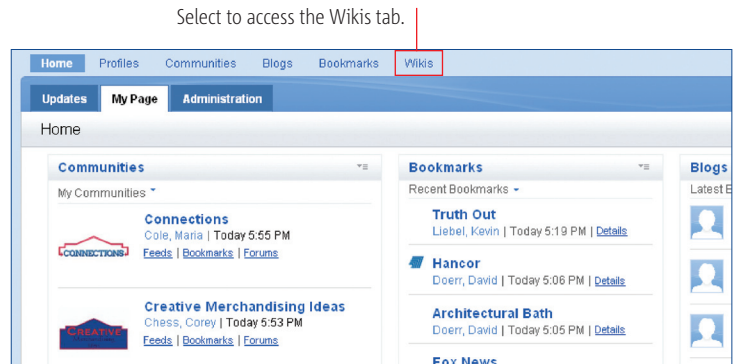 Select to access the Wikis tab.
Home Profiles Communities Blogs Bookmarks Wikis
Updates My Page Administration
Home
Communities
My Communities
Connections
Cole, Maria | Today 5:55 PM
Feeds | Bookmarks | Forums
CONNECTIONS
Creative Merchandising Ideas
Chess, Corey | Today 5:53 PM
Feeds | Bookmarks | Forums
CREATIVE
Bookmarks
Recent Bookmarks
Truth Out
Liebel, Kevin | Today 5:19 PM | Details
Hancor
Doerr, David | Today 5:06 PM | Details
Architectural Bath
Doerr, David | Today 5:05 PM | Details
Fox News
Blogs
Latest